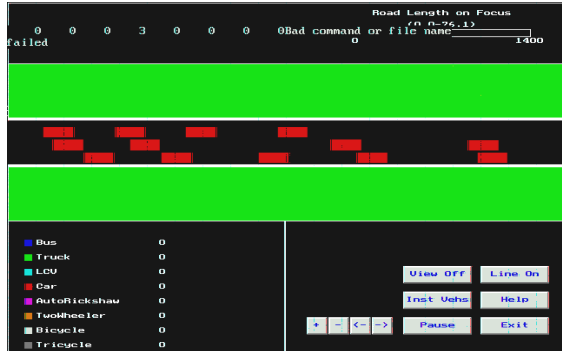 Road Length on Focus
(0.0-76.1)
0 0 0 3 0 0 0 0Bad command or file name
failed 0 1400
Bus 0
Truck 0
LCV 0
Car 0
AutoRickshaw 0
TwoWheeler 0
Bicycle 0
Tricycle 0
View Off Line On
Inst Vehs Help
+ - <- -> Pause Exit